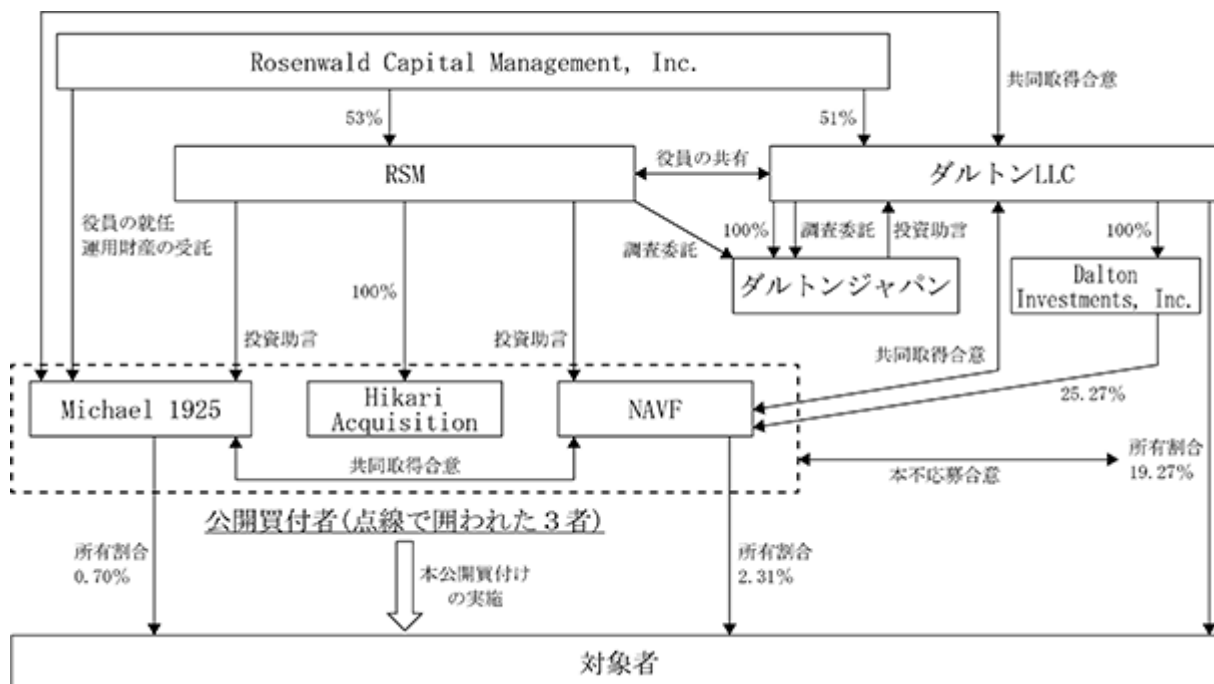 Rosenwald Capital Management, Inc.
共同取得合意
53%
51%
RSM
役員の共有
ダルトンLLC
役員の就任
運用財産の受託
調査委託
100%
調査委託
投資助言
100%
ダルトンジャパン
Dalton
Investments, Inc.
100%
投資助言
投資助言
共同取得合意
25.27%
Michael 1925
Hikari
Acquisition
NAVF
共同取得合意
本不応募合意
所有割合
19.27%
公開買付者(点線で囲われた3者)
所有割合
0.70%
本公開買付け
の実施
所有割合
2.31%
対象者